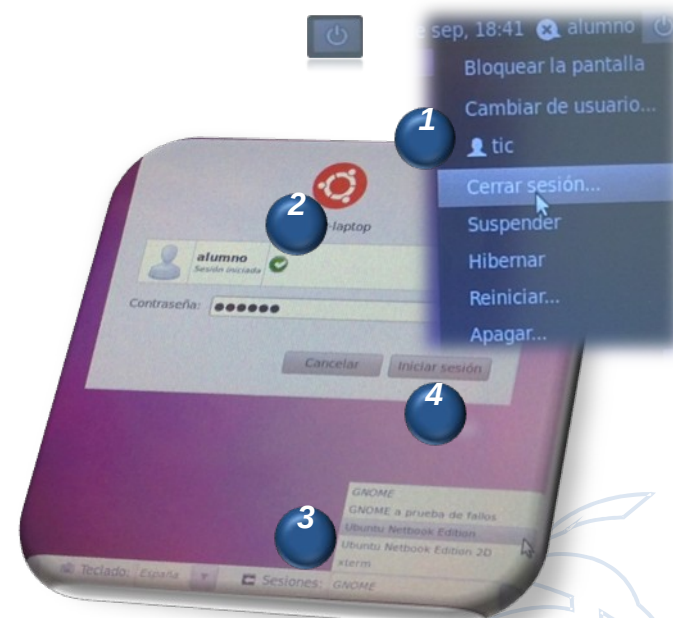 sep, 18:41 alumno
Bloquear la pantalla
Cambiar de usuario...
1
tic
Cerrar sesión...
Suspender
Hibernar
Reiniciar...
Apagar...
2
-laptop
alumno
Sesión iniciada
Contraseña:
Cancelar Iniciar sesión
4
GNOME
GNOME a prueba de fallos
3
Ubuntu Netbook Edition
Ubuntu Netbook Edition 2D
xterm
Teclado: España Sesiones: GNOME